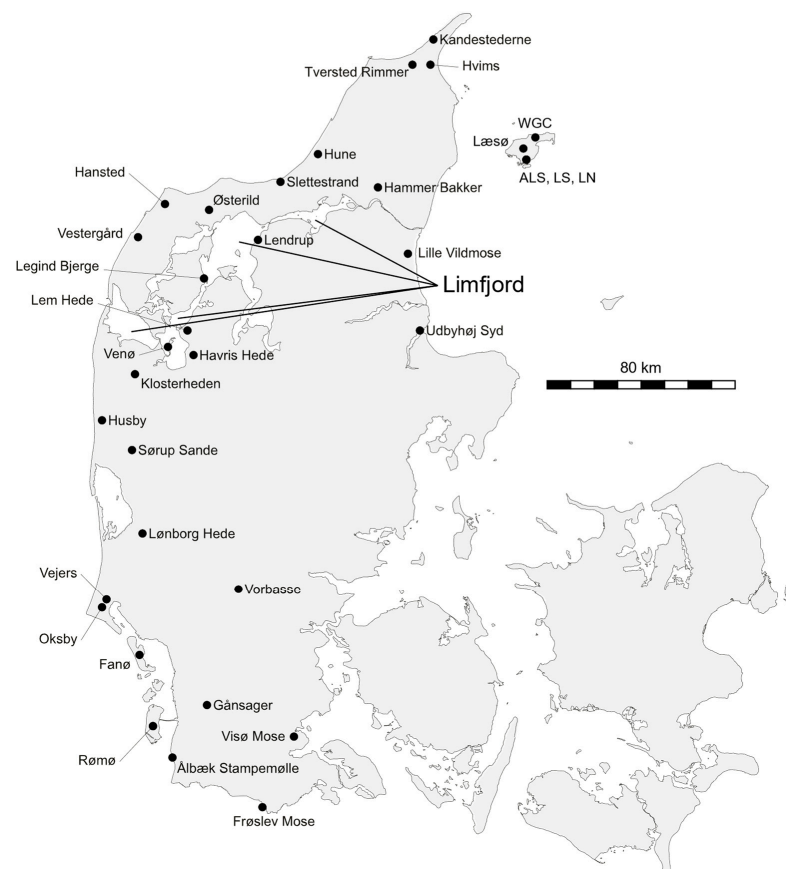 Kandestederne
Tversted Rimmer
Hvims
WGC
Læsø
ALS, LS, LN
Hune
Slettestrand
Hammer Bakker
Hansted
Østerild
Vestergård
Lendrup
Lille Vildmose
Legind Bjerge
Limfjord
Lem Hede
Udbyhøj Syd
Venø
Havris Hede
80 km
Klosterheden
Husby
Sørup Sande
Lønborg Hede
Vejers
Vorbasse
Oksby
Fanø
Gånsager
Visø Mose
Rømø
Ålbæk Stampemølle
Frøslev Mose